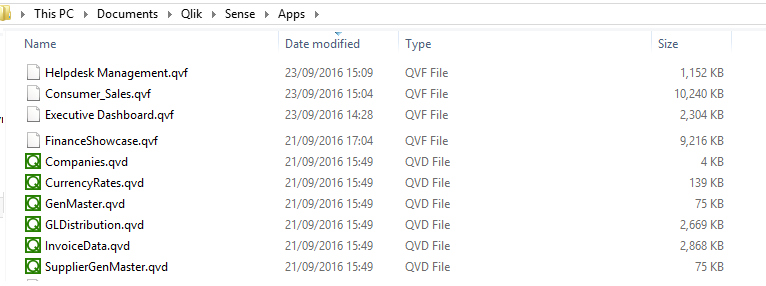 This PC Documents Qlik Sense Apps
Name Date modified Type Size
Helpdesk Management.qvf 23/09/2016 15:09 QVF File 1,152 KB
Consumer_Sales.qvf 23/09/2016 15:04 QVF File 10,240 KB
Executive Dashboard.qvf 23/09/2016 14:28 QVF File 2,304 KB
FinanceShowcase.qvf 21/09/2016 17:04 QVF File 9,216 KB
Companies.qvd 21/09/2016 15:49 QVD File 4 KB
CurrencyRates.qvd 21/09/2016 15:49 QVD File 139 KB
GenMaster.qvd 21/09/2016 15:49 QVD File 75 KB
GLDistribution.qvd 21/09/2016 15:49 QVD File 2,669 KB
InvoiceData.qvd 21/09/2016 15:49 QVD File 2,868 KB
SupplierGenMaster.qvd 21/09/2016 15:49 QVD File 75 KB